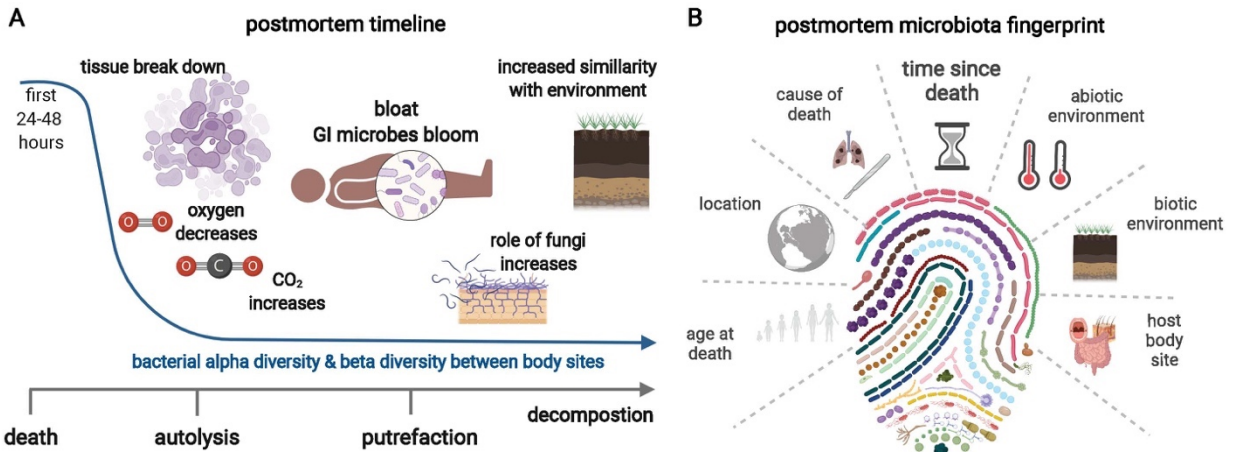 A
postmortem timeline
tissue break down
first
24-48
hours
bloat
GI microbes bloom
increased simillarity
with environment
O O
oxygen
decreases
O C O
CO₂
increases
role of fungi
increases
bacterial alpha diversity & beta diversity between body sites
decompostion
death
autolysis
putrefaction
B
postmortem microbiota fingerprint
time since
death
cause of
death
abiotic
environment
location
biotic
environment
age at
death
host
body
site